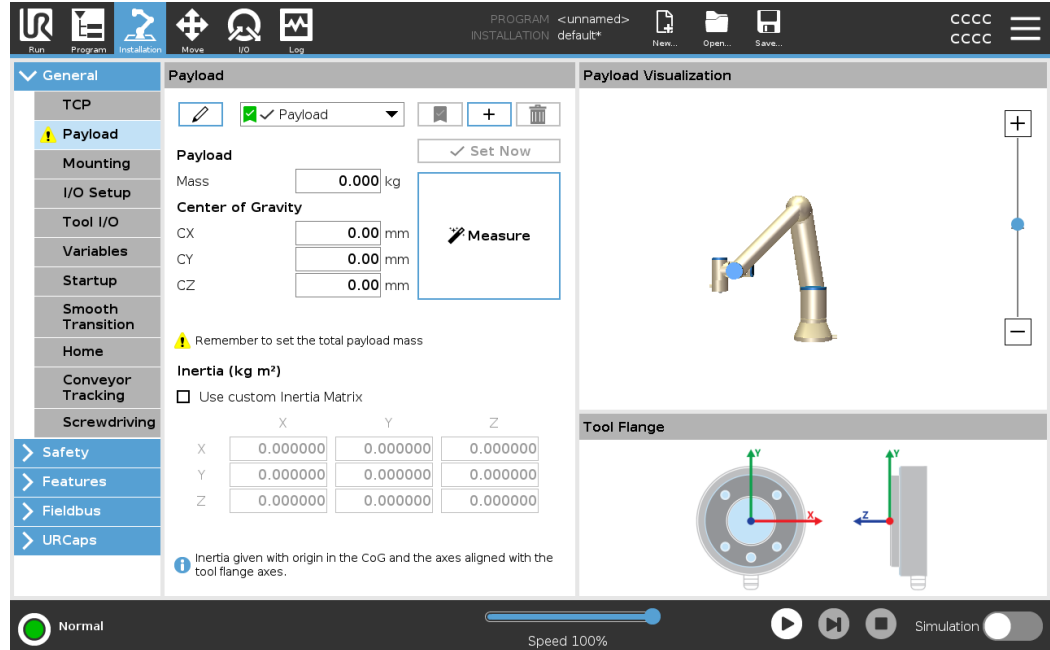 PROGRAM <unnamed>
INSTALLATION default*
Run
Program
Installation
Move
I/O
Log
New...
Open...
Save...
CCCC
CCCC
General
TCP
Payload
Mounting
I/O Setup
Tool I/O
Variables
Startup
Smooth
Transition
Home
Conveyor
Tracking
Screwdriving
Safety
Features
Fieldbus
URCaps
Payload
Payload
Set Now
Payload
Mass 0.000 kg
Center of Gravity
CX 0.00 mm
CY 0.00 mm
CZ 0.00 mm
Measure
Remember to set the total payload mass
Inertia (kg m²)
Use custom Inertia Matrix
X Y Z
X 0.000000 0.000000 0.000000
Y 0.000000 0.000000 0.000000
Z 0.000000 0.000000 0.000000
Inertia given with origin in the CoG and the axes aligned with the
tool flange axes.
Payload Visualization
Tool Flange
Y
X
Y
Z
Normal
Speed 100%
Simulation